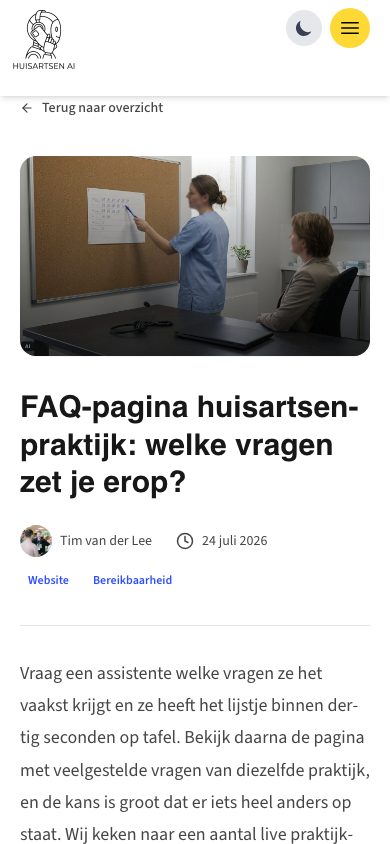 HUISARTSEN AI
Terug naar overzicht
AI
FAQ-pagina huisartsen-
praktijk: welke vragen
zet je erop?
Tim van der Lee
24 juli 2026
Website
Bereikbaarheid
Vraag een assistente welke vragen ze het
vaakst krijgt en ze heeft het lijstje binnen der-
tig seconden op tafel. Bekijk daarna de pagina
met veelgestelde vragen van diezelfde praktijk,
en de kans is groot dat er iets heel anders op
staat. Wij keken naar een aantal live praktijk-